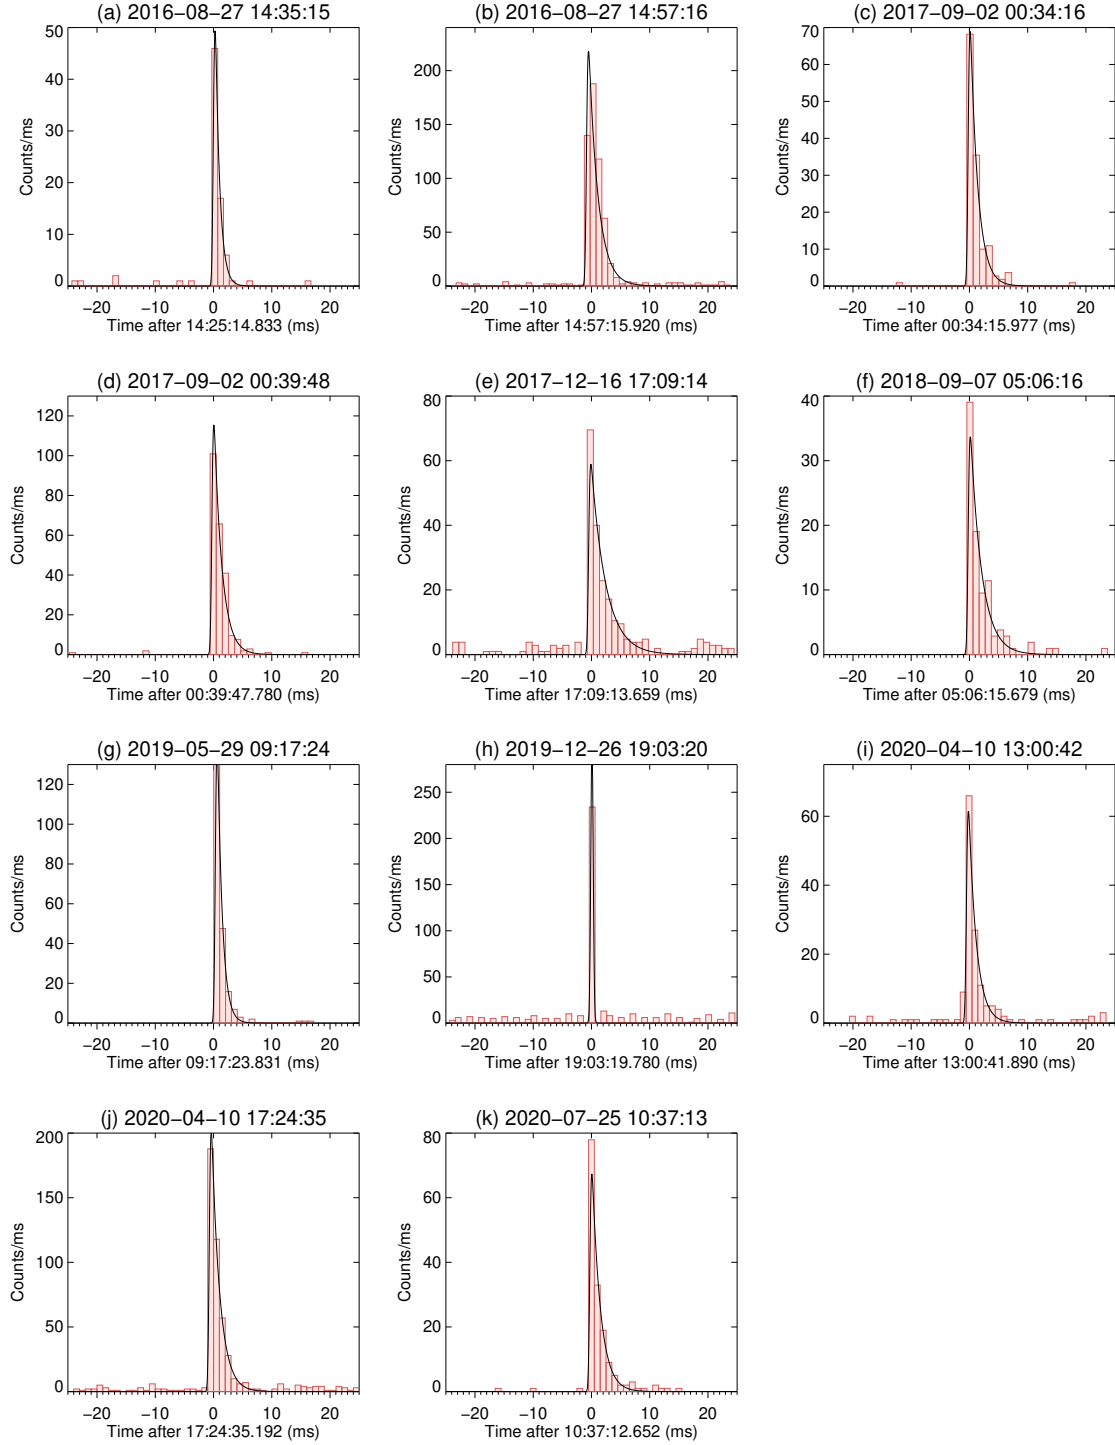 (a) 2016−08−27 14:35:15
50
40
30
20
10
0
Counts/ms
−20 −10 0 10 20
Time after 14:25:14.833 (ms)
(b) 2016−08−27 14:57:16
200
150
100
50
0
Counts/ms
−20 −10 0 10 20
Time after 14:57:15.920 (ms)
(c) 2017−09−02 00:34:16
70
60
50
40
30
20
10
0
Counts/ms
−20 −10 0 10 20
Time after 00:34:15.977 (ms)
(d) 2017−09−02 00:39:48
120
100
80
60
40
20
0
Counts/ms
−20 −10 0 10 20
Time after 00:39:47.780 (ms)
(e) 2017−12−16 17:09:14
80
60
40
20
0
Counts/ms
−20 −10 0 10 20
Time after 17:09:13.659 (ms)
(f) 2018−09−07 05:06:16
40
30
20
10
0
Counts/ms
−20 −10 0 10 20
Time after 05:06:15.679 (ms)
(g) 2019−05−29 09:17:24
120
100
80
60
40
20
0
Counts/ms
−20 −10 0 10 20
Time after 09:17:23.831 (ms)
(h) 2019−12−26 19:03:20
250
200
150
100
50
0
Counts/ms
−20 −10 0 10 20
Time after 19:03:19.780 (ms)
(i) 2020−04−10 13:00:42
60
40
20
0
Counts/ms
−20 −10 0 10 20
Time after 13:00:41.890 (ms)
(j) 2020−04−10 17:24:35
200
150
100
50
0
Counts/ms
−20 −10 0 10 20
Time after 17:24:35.192 (ms)
(k) 2020−07−25 10:37:13
80
60
40
20
0
Counts/ms
−20 −10 0 10 20
Time after 10:37:12.652 (ms)